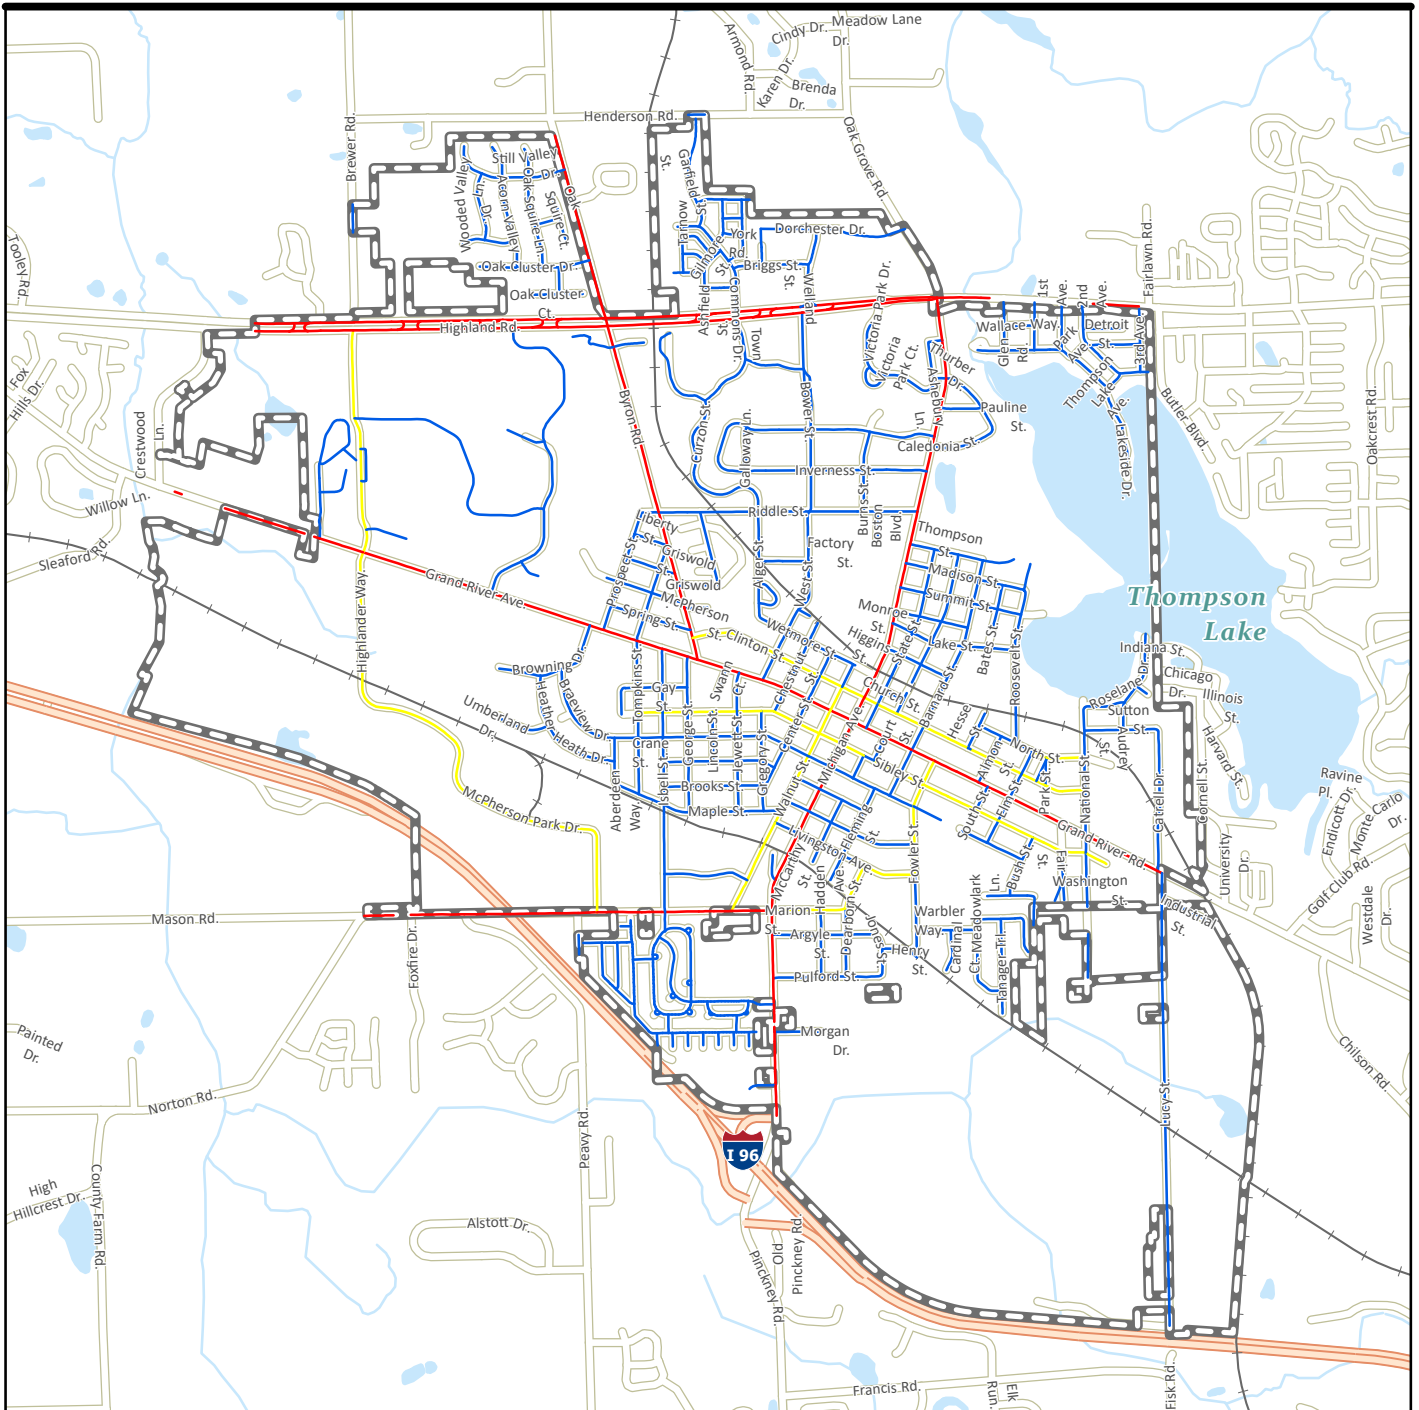 Meadow Lane
Dr.
Cindy Dr.
Armond Rd.
Karen Dr.
Brenda
Dr.
Henderson Rd.
Brewer Rd.
Oak Grove Rd.
Still Valley
Dr.
Oak
St.
Garfield
St.
Wooded Valley
Ln.
Dr.
Acorn Valley
Oak Squire Ln.
Squire Ct.
Tarnow
Gilmore
St.
York
Rd.
Dorchester Dr.
Briggs St.
St.
Welland
Oak Cluster Dr.
Oak Cluster
Ct.
Highland Rd.
Tooley Rd.
Ashfield
St.
Commons Dr.
Town
Victoria Park Dr.
Victoria
Park Ct.
Thurber
Dr.
Ashebury
Ln.
Pauline
St.
Caledonia St.
1st
Ave.
2nd
Ave.
Fairlawn Rd.
Wallace Way.
Detroit
St.
Glen
Rd.
Park
Ave.
3rd Ave.
Thompson
Lake
Ave.
Lakeside Dr.
Butler Blvd.
Oakcrest Rd.
Fox
Hills Dr.
Crestwood
Ln.
Willow Ln.
Sleaford Rd.
Byron Rd.
Curzon St.
Galloway Ln.
Bower St.
Inverness St.
Burns St.
Boston
Blvd.
Riddle St.
Liberty
St.
Griswold
St.
Griswold
Prospect St.
McPherson
St.
Spring St.
Alger St.
Factory
St.
West St.
Thompson
St.
Madison St.
Summit St.
Monroe
St.
State St.
Lake St.
Bates St.
Roosevelt St.
Higgins
St.
Wetmore St.
Clinton St.
Church St.
Thompson
Lake
Grand River Ave.
Highlander Way
Browning
Dr.
Heather
Heath Dr.
Braeview Dr.
Umberland
Dr.
Tompkins St.
Gay
St.
George St.
Lincoln St.
Swann
Ct.
Jewett St.
Gregory St.
Chestnut
St.
Center St.
Crane
St.
Isbell St.
Brooks St.
Maple St.
Aberdeen
Way.
Walnut St.
Michigan Ave.
Court
St.
Barnard St.
Hesse
St.
Sibley St.
Almon
St.
North St.
South St.
Elm St.
Park St.
National St.
Indiana St.
Chicago
Dr.
Illinois
St.
Roselane Dr.
Sutton
St.
Audrey
St.
Harvard St.
Cornell St.
Catrell Dr.
Grand River Rd.
McPherson Park Dr.
Livingston Ave.
Fleming
St.
McCarthy
St.
Hadden
Ave.
Dearborn
St.
Fowler St.
Bush St.
Fair
St.
Washington
St.
Industrial
St.
University
Dr.
Ravine
Pl.
Endicott Dr.
Monte Carlo
Dr.
Golf Club Rd.
Westdale
Dr.
Mason Rd.
Foxfire Dr.
Marion
St.
Argyle
St.
Jones St.
Henry
St.
Pulford St.
Warbler
Way.
Cardinal
Ct.
Meadowlark
Ln.
Tanager Trl.
Morgan
Dr.
Painted
Dr.
Norton Rd.
Peavy Rd.
Lucy St.
Chilson Rd.
I 96
High
Hillcrest Dr.
County Farm Rd.
Alstott Dr.
Old
Pinckney Rd.
Pinckney Rd.
Francis Rd.
Elk
Run.
Fisk Rd.